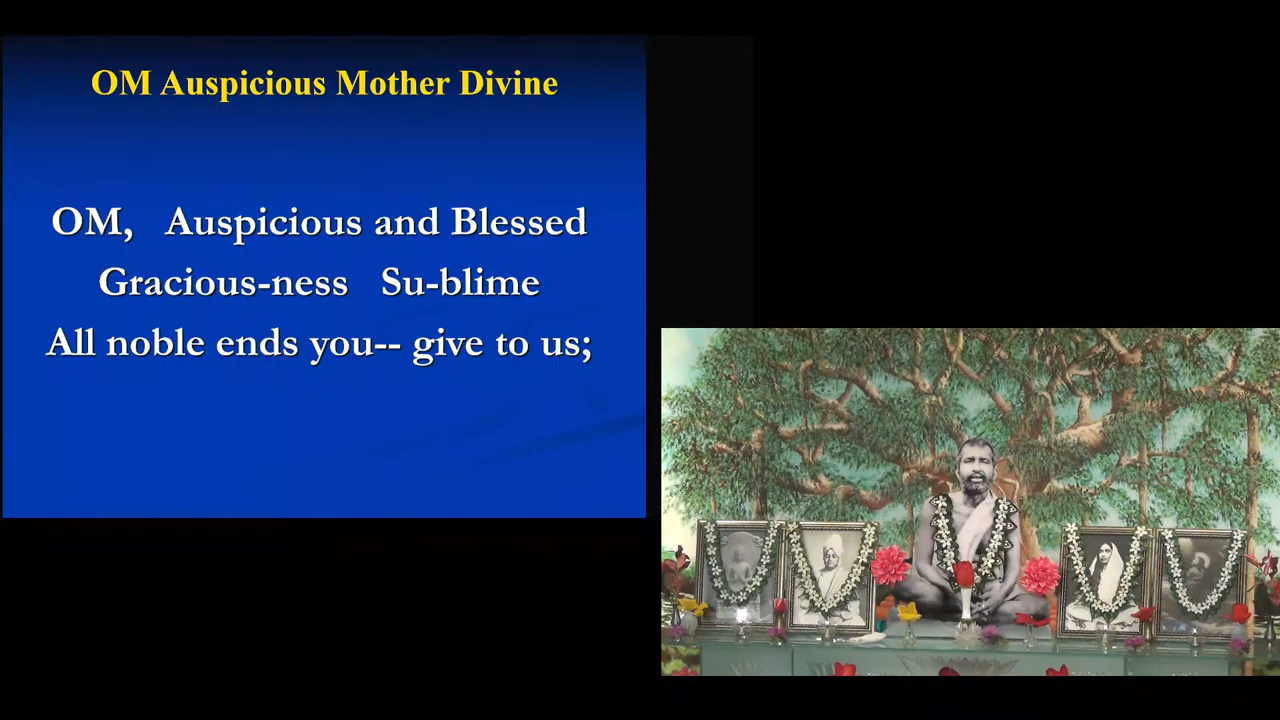 OM Auspicious Mother Divine
OM, Auspicious and Blessed
Gracious-ness Su-blime
All noble ends you-- give to us;